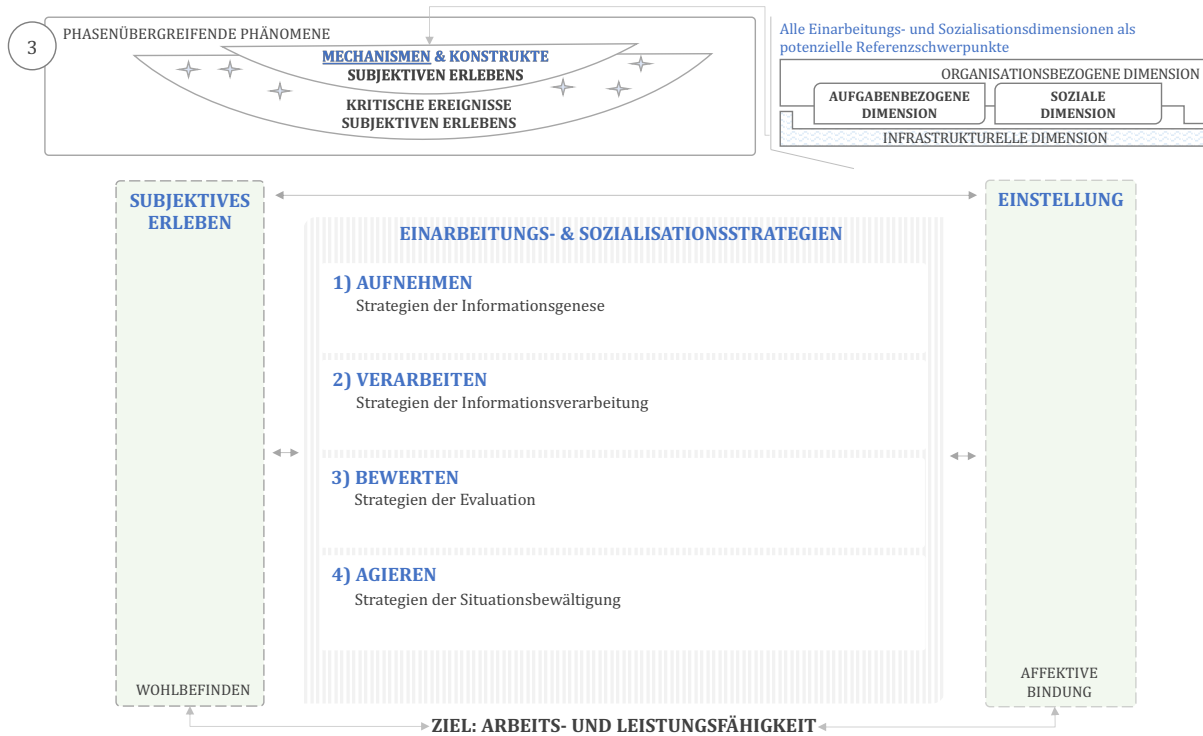 3
PHASENÜBERGREIFENDE PHÄNOMENE
MECHANISMEN & KONSTRUKTE
SUBJEKTIVEN ERLEBENS
KRITISCHE EREIGNISSE
SUBJEKTIVEN ERLEBENS
Alle Einarbeitungs- und Sozialisationsdimensionen als
potenzielle Referenzschwerpunkte
ORGANISATIONSBEZOGENE DIMENSION
AUFGABENBEZOGENE
DIMENSION
SOZIALE
DIMENSION
INFRASTRUKTURELLE DIMENSION
SUBJEKTIVES
ERLEBEN
EINARBEITUNGS- & SOZIALISATIONSSTRATEGIEN
1) AUFNEHMEN
Strategien der Informationsgenese
2) VERARBEITEN
Strategien der Informationsverarbeitung
3) BEWERTEN
Strategien der Evaluation
4) AGIEREN
Strategien der Situationsbewältigung
EINSTELLUNG
WOHLBEFINDEN
AFFEKTIVE
BINDUNG
ZIEL: ARBEITS- UND LEISTUNGSFÄHIGKEIT